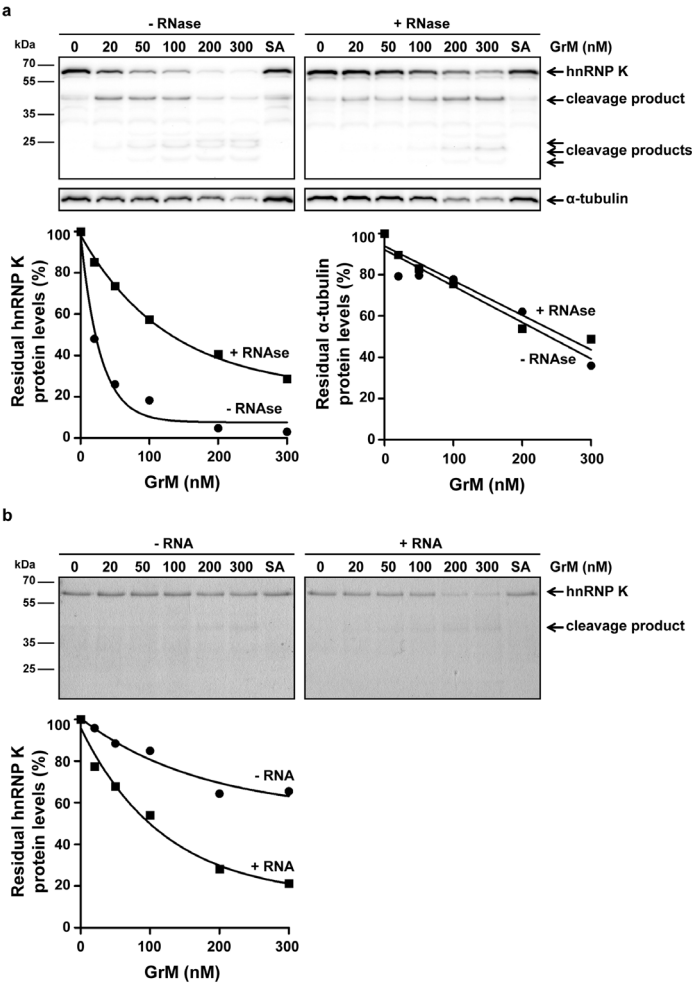 a
- RNase + RNase
kDa 0 20 50 100 200 300 SA 0 20 50 100 200 300 SA GrM (nM)
70 hnRNP K
55
cleavage product
35
25 cleavage products
α-tubulin
Residual hnRNP K protein levels (%)
100
80
60
40
20
0
+ RNAse
- RNAse
0 100 200 300
GrM (nM)
Residual α-tubulin protein levels (%)
100
80
60
40
20
0
+ RNAse
- RNAse
0 100 200 300
GrM (nM)
b
- RNA + RNA
kDa 0 20 50 100 200 300 SA 0 20 50 100 200 300 SA GrM (nM)
70 hnRNP K
55
cleavage product
35
25
Residual hnRNP K protein levels (%)
100
80
60
40
20
0
- RNA
+ RNA
0 100 200 300
GrM (nM)